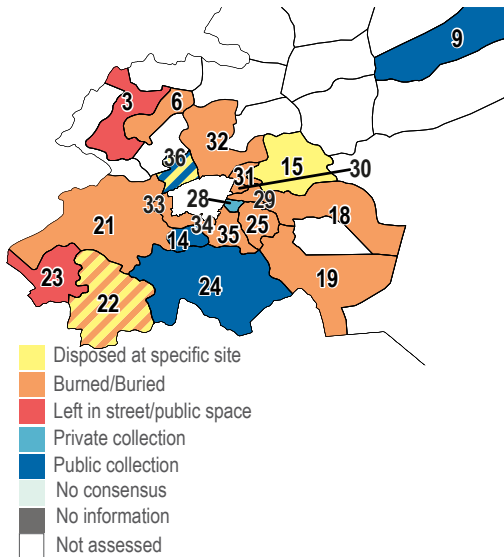 9
3
6
32
36
31
15
30
28
29
33
18
21
34
25
14
35
23
24
19
22
Disposed at specific site
Burned/Buried
Left in street/public space
Private collection
Public collection
No consensus
No information
Not assessed